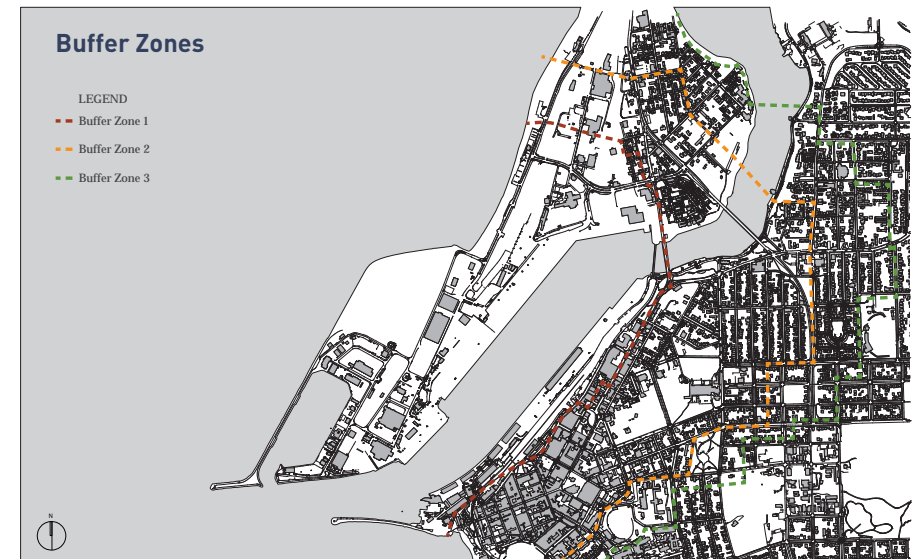 Buffer Zones
LEGEND
Buffer Zone 1
Buffer Zone 2
Buffer Zone 3
N